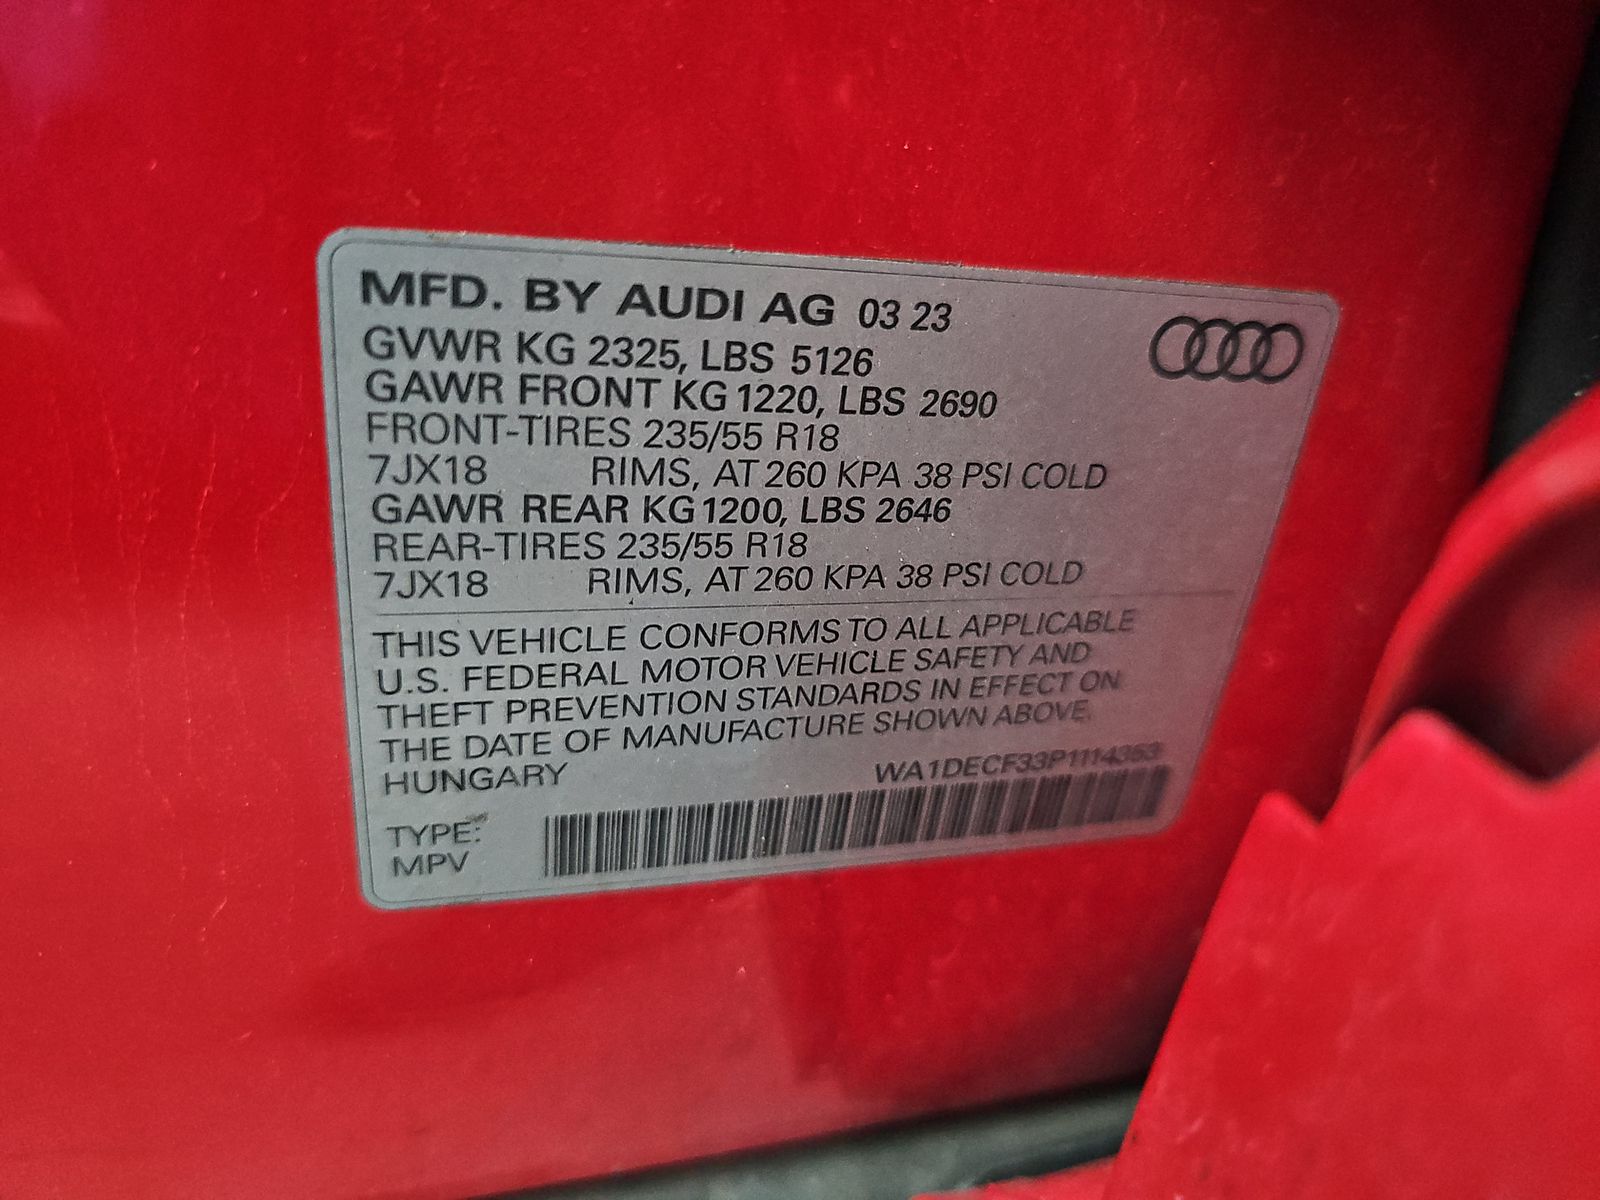 MFD. BY AUDI AG 03 23
GVWR KG 2325, LBS 5126
GAWR FRONT KG 1220, LBS 2690
FRONT-TIRES 235/55 R18
7JX18 RIMS, AT 260 KPA 38 PSI COLD
GAWR REAR KG 1200, LBS 2646
REAR-TIRES 235/55 R18
7JX18 RIMS, AT 260 KPA 38 PSI COLD
THIS VEHICLE CONFORMS TO ALL APPLICABLE
U.S. FEDERAL MOTOR VEHICLE SAFETY AND
THEFT PREVENTION STANDARDS IN EFFECT ON
THE DATE OF MANUFACTURE SHOWN ABOVE.
HUNGARY WA1DECF33P1114353
TYPE:
MPV